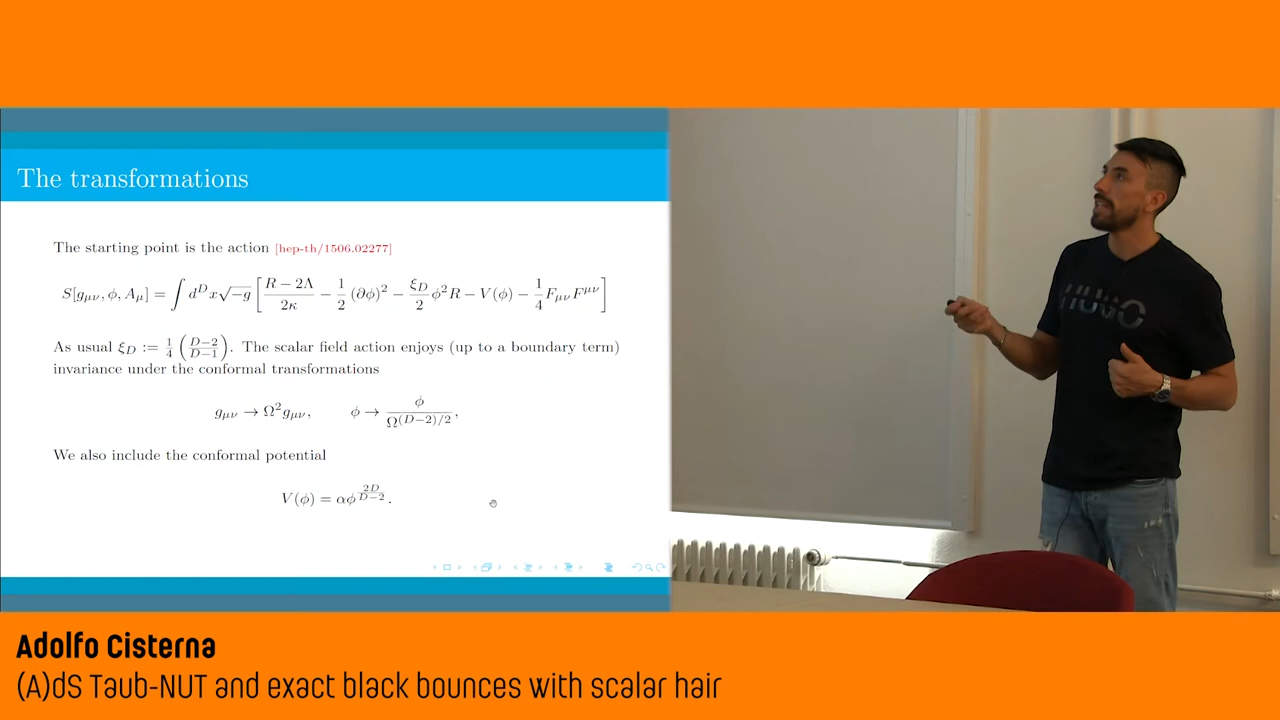 The transformations
The starting point is the action [hep-th/1506.02277]
S[g_{μν}, φ, A_μ] = ∫ d^D x√−g [ (R − 2Λ)/(2κ) − 1/2 (∂φ)^2 − ξ_D/2 φ^2 R − V(φ) − 1/4 F_{μν}F^{μν} ]
As usual ξ_D := 1/4 ( (D−2)/(D−1) ). The scalar field action enjoys (up to a boundary term)
invariance under the conformal transformations
g_{μν} → Ω^2 g_{μν}, φ → φ/Ω^{(D−2)/2},
We also include the conformal potential
V(φ) = αφ^{2D/(D−2)}.
HUGO
Adolfo Cisterna
(A)dS Taub-NUT and exact black bounces with scalar hair